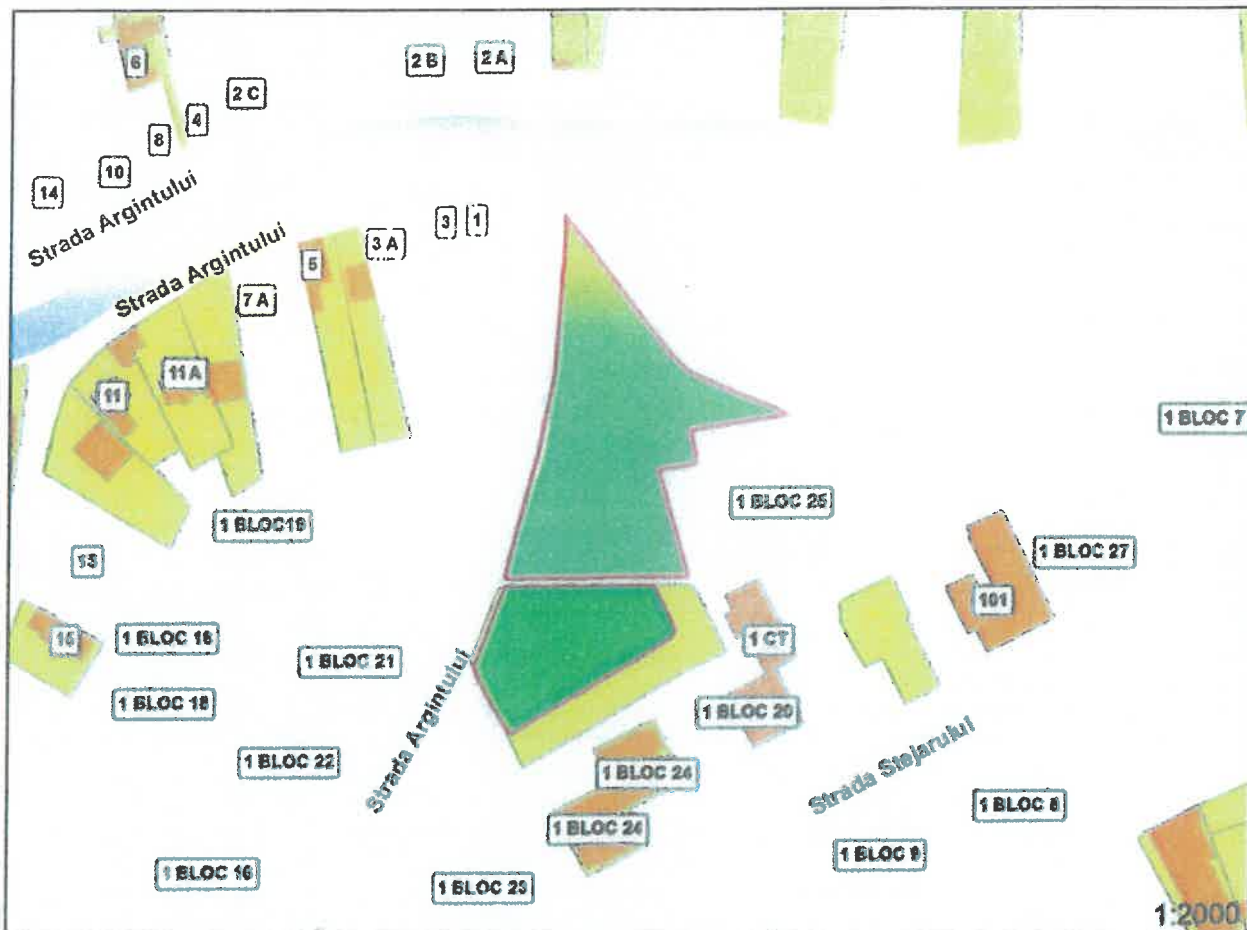 6
2 B
2 A
2 C
4
8
10
14
Strada Argintului
3
1
3 A
Strada Argintului
5
7 A
11 A
11
1 BLOC 7
1 BLOC 25
1 BLOC19
1 BLOC 27
13
101
15
1 BLOC 18
1 CT
1 BLOC 21
1 BLOC 18
1 BLOC 20
Strada Argintului
1 BLOC 22
1 BLOC 24
Strada Stejarului
1 BLOC 8
1 BLOC 24
1 BLOC 9
1 BLOC 16
1 BLOC 23
1:2000